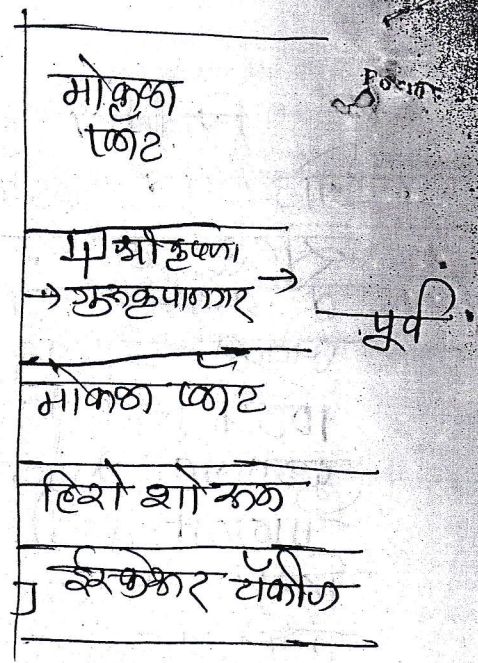 मोकळा
प्लॉट
श्री कृष्णा
→ गुरुकृपानगर →
पूर्व
मोकळा प्लॉट
हिरो शो रूम
टॉकीज